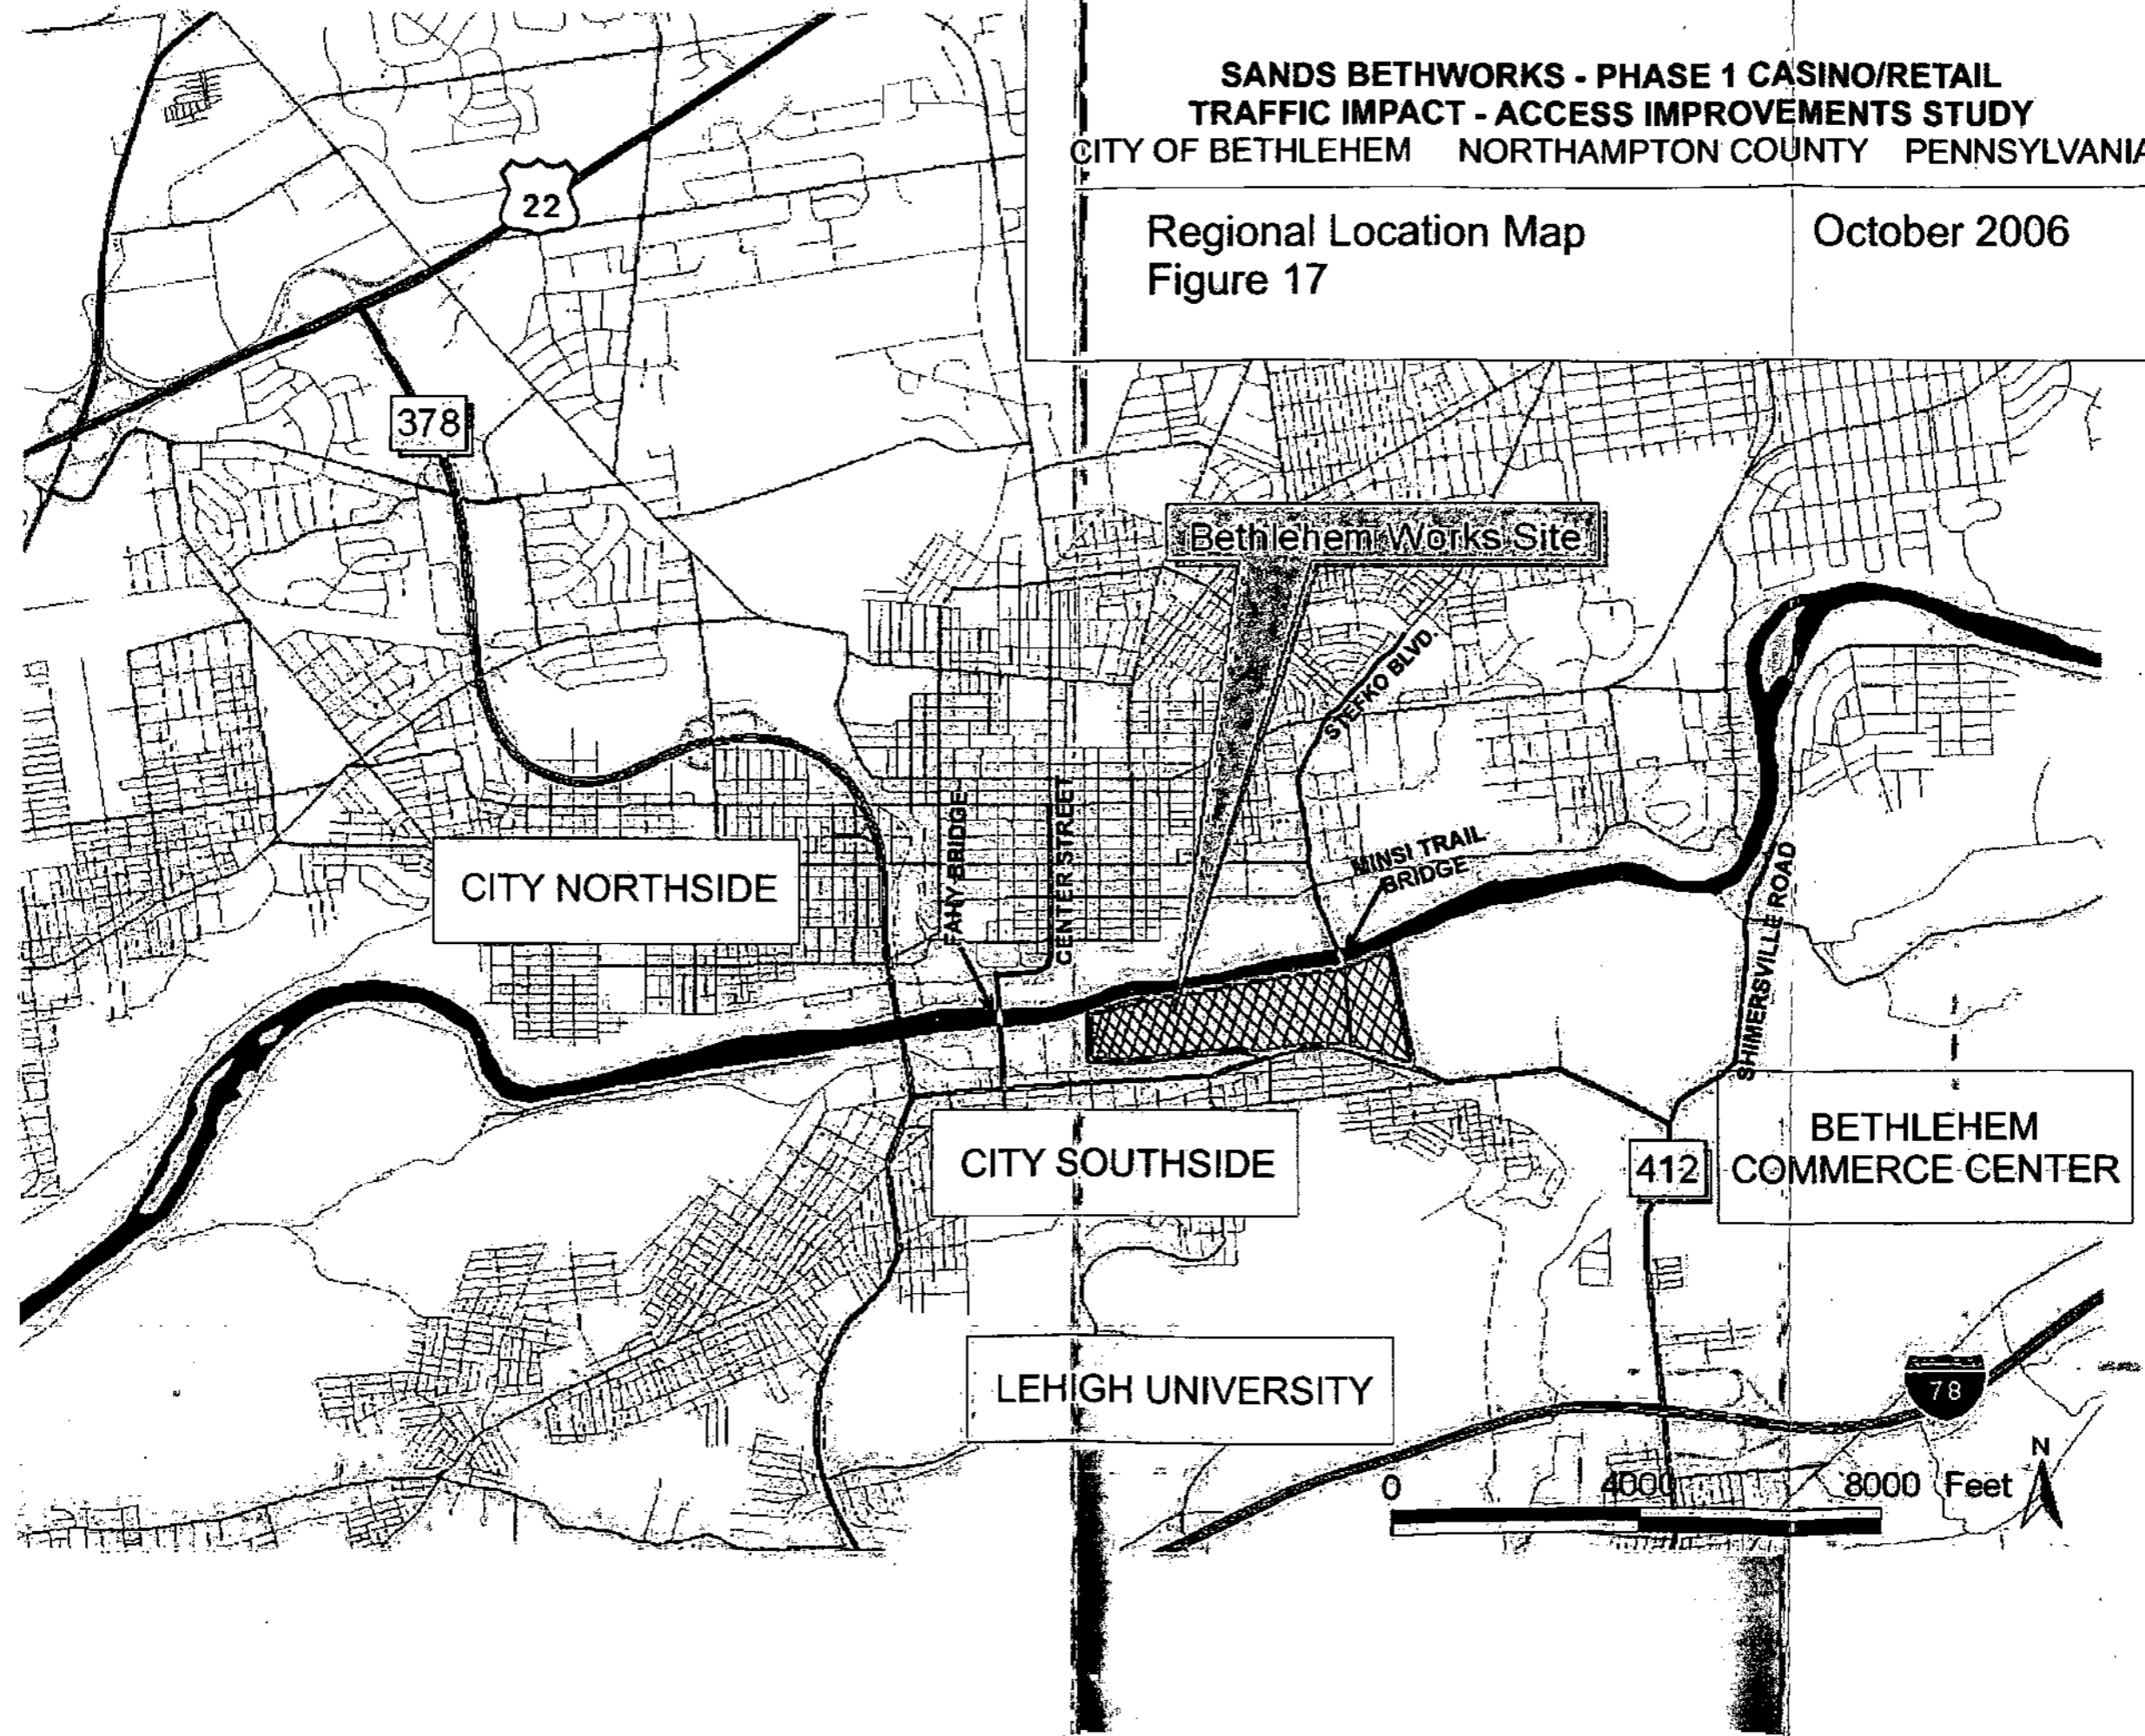 SANDS BETHWORKS - PHASE 1 CASINO/RETAIL
TRAFFIC IMPACT - ACCESS IMPROVEMENTS STUDY
CITY OF BETHLEHEM NORTHAMPTON COUNTY PENNSYLVANIA
Regional Location Map October 2006
Figure 17
22
378
Bethlehem Works Site
STEFKO BLVD.
FAHY BRIDGE
CENTER STREET
MINSI TRAIL
BRIDGE
SHIMERSVILLE ROAD
CITY NORTHSIDE
CITY SOUTHSIDE
412
BETHLEHEM
COMMERCE CENTER
LEHIGH UNIVERSITY
78
N
0 4000 8000 Feet